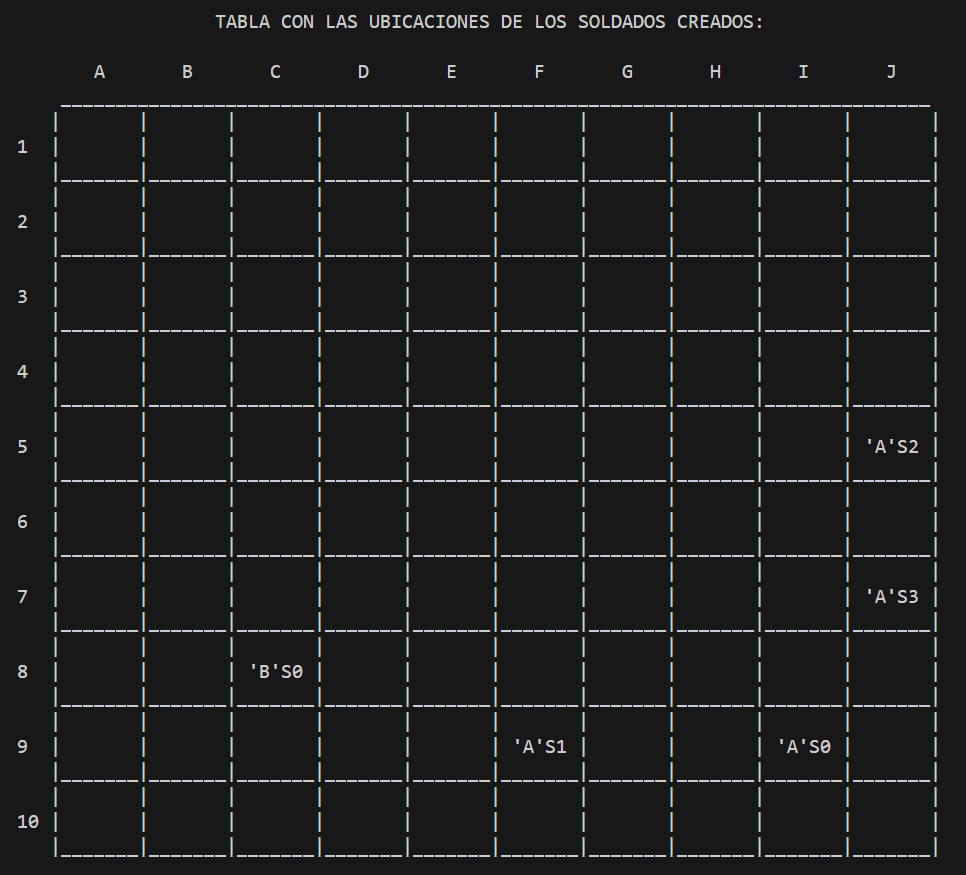 TABLA CON LAS UBICACIONES DE LOS SOLDADOS CREADOS:
A B C D E F G H I J
1
2
3
4
5 'A'S2
6
7 'A'S3
8 'B'S0
9 'A'S1 'A'S0
10